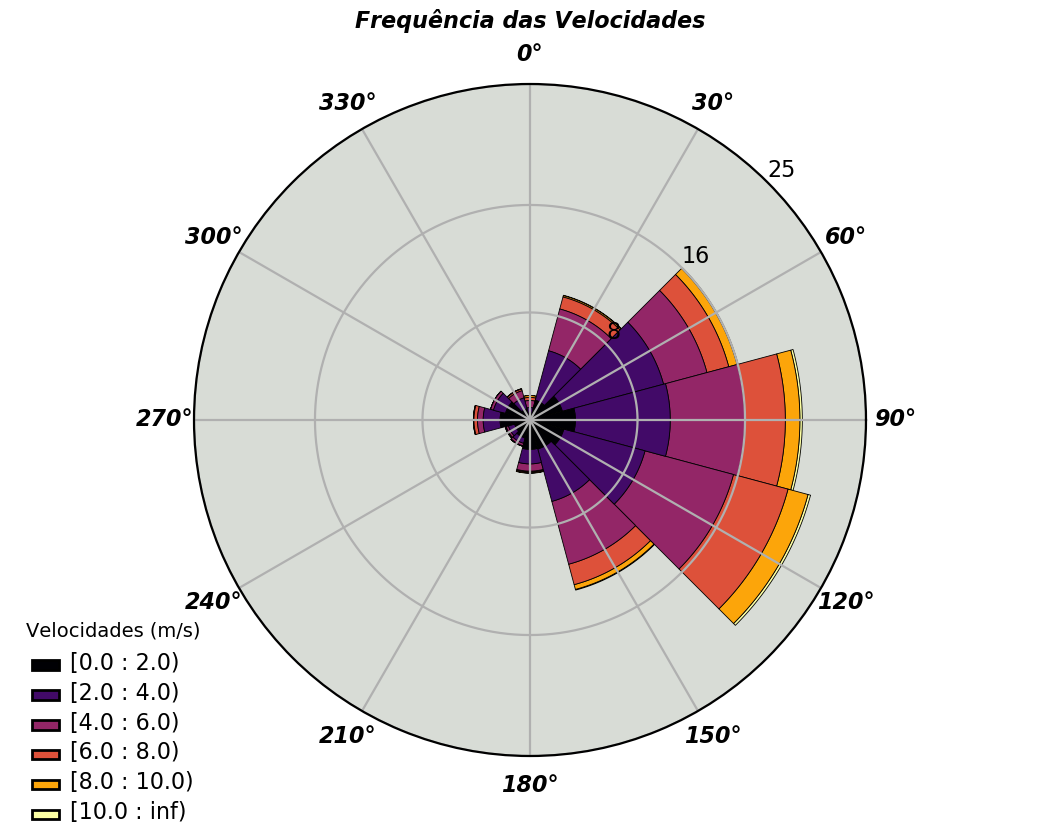 Frequência das Velocidades
0°
330°
30°
25
300°
60°
16
8
270°
90°
240°
120°
210°
150°
180°
Velocidades (m/s)
[0.0 : 2.0)
[2.0 : 4.0)
[4.0 : 6.0)
[6.0 : 8.0)
[8.0 : 10.0)
[10.0 : inf)